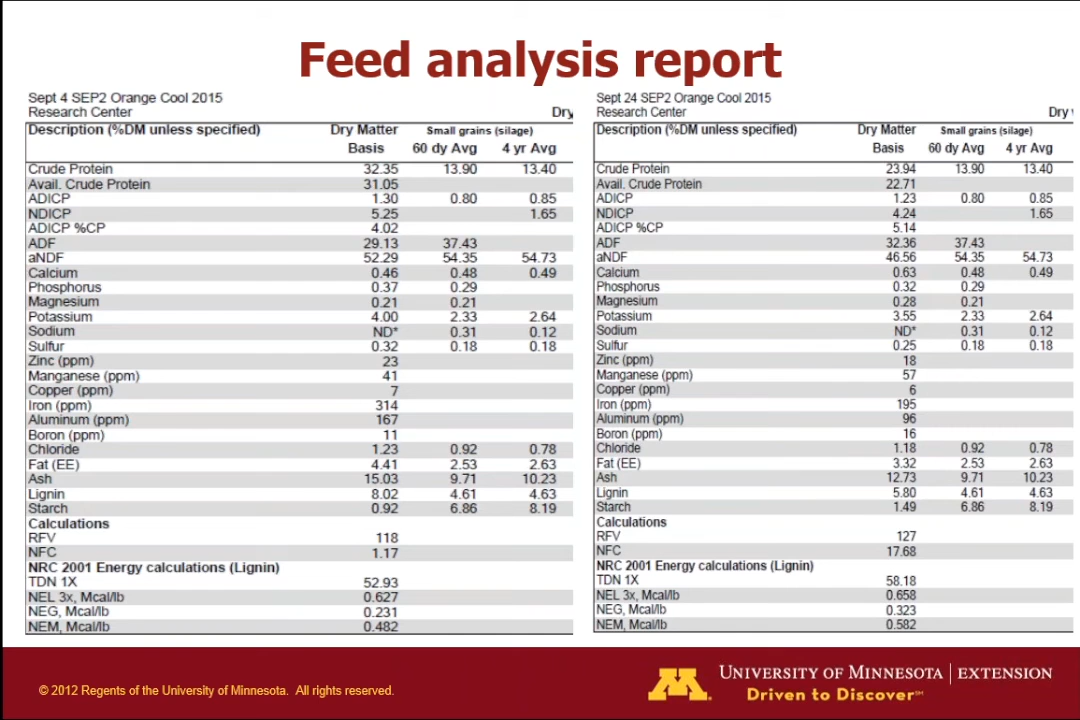 Feed analysis report
Sept 4 SEP2 Orange Cool 2015
Research Center Dry
Description (%DM unless specified) Dry Matter Small grains (silage)
Basis 60 dy Avg 4 yr Avg
Crude Protein 32.35 13.90 13.40
Avail. Crude Protein 31.05
ADICP 1.30 0.80 0.85
NDICP 5.25 1.65
ADICP %CP 4.02
ADF 29.13 37.43
aNDF 52.29 54.35 54.73
Calcium 0.46 0.48 0.49
Phosphorus 0.37 0.29
Magnesium 0.21 0.21
Potassium 4.00 2.33 2.64
Sodium ND* 0.31 0.12
Sulfur 0.32 0.18 0.18
Zinc (ppm) 23
Manganese (ppm) 41
Copper (ppm) 7
Iron (ppm) 314
Aluminum (ppm) 167
Boron (ppm) 11
Chloride 1.23 0.92 0.78
Fat (EE) 4.41 2.53 2.63
Ash 15.03 9.71 10.23
Lignin 8.02 4.61 4.63
Starch 0.92 6.86 8.19
Calculations
RFV 118
NFC 1.17
NRC 2001 Energy calculations (Lignin)
TDN 1X 52.93
NEL 3x, Mcal/lb 0.627
NEG, Mcal/lb 0.231
NEM, Mcal/lb 0.482
Sept 24 SEP2 Orange Cool 2015
Research Center Dry
Description (%DM unless specified) Dry Matter Small grains (silage)
Basis 60 dy Avg 4 yr Avg
Crude Protein 23.94 13.90 13.40
Avail. Crude Protein 22.71
ADICP 1.23 0.80 0.85
NDICP 4.24 1.65
ADICP %CP 5.14
ADF 32.36 37.43
aNDF 46.56 54.35 54.73
Calcium 0.63 0.48 0.49
Phosphorus 0.32 0.29
Magnesium 0.28 0.21
Potassium 3.55 2.33 2.64
Sodium ND* 0.31 0.12
Sulfur 0.25 0.18 0.18
Zinc (ppm) 18
Manganese (ppm) 57
Copper (ppm) 6
Iron (ppm) 195
Aluminum (ppm) 96
Boron (ppm) 16
Chloride 1.18 0.92 0.78
Fat (EE) 3.32 2.53 2.63
Ash 12.73 9.71 10.23
Lignin 5.80 4.61 4.63
Starch 1.49 6.86 8.19
Calculations
RFV 127
NFC 17.68
NRC 2001 Energy calculations (Lignin)
TDN 1X 58.18
NEL 3x, Mcal/lb 0.658
NEG, Mcal/lb 0.323
NEM, Mcal/lb 0.582
© 2012 Regents of the University of Minnesota. All rights reserved.
M
UNIVERSITY OF MINNESOTA | EXTENSION
Driven to Discover℠